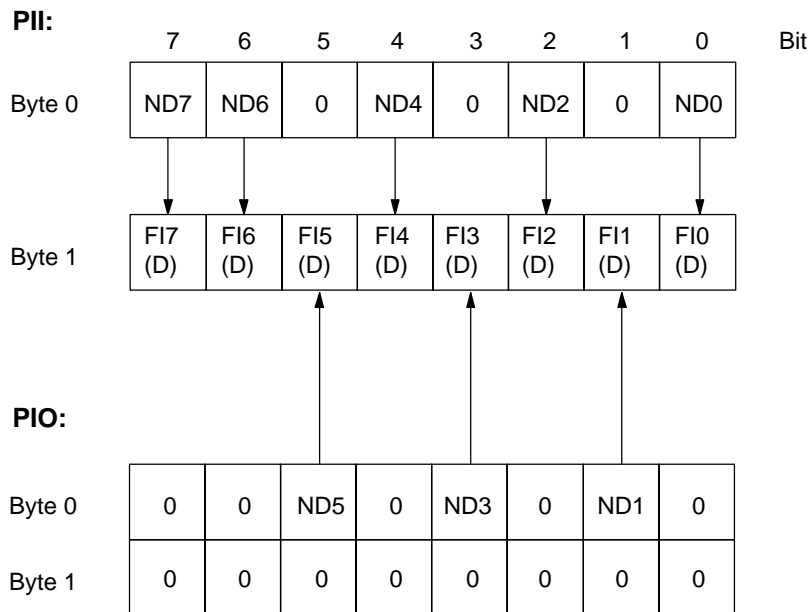 PII:
7 6 5 4 3 2 1 0 Bit
Byte 0 ND7 ND6 0 ND4 0 ND2 0 ND0
FI7 FI6 FI5 FI4 FI3 FI2 FI1 FI0
Byte 1
(D) (D) (D) (D) (D) (D) (D) (D)
PIO:
Byte 0 0 0 ND5 0 ND3 0 ND1 0
Byte 1 0 0 0 0 0 0 0 0